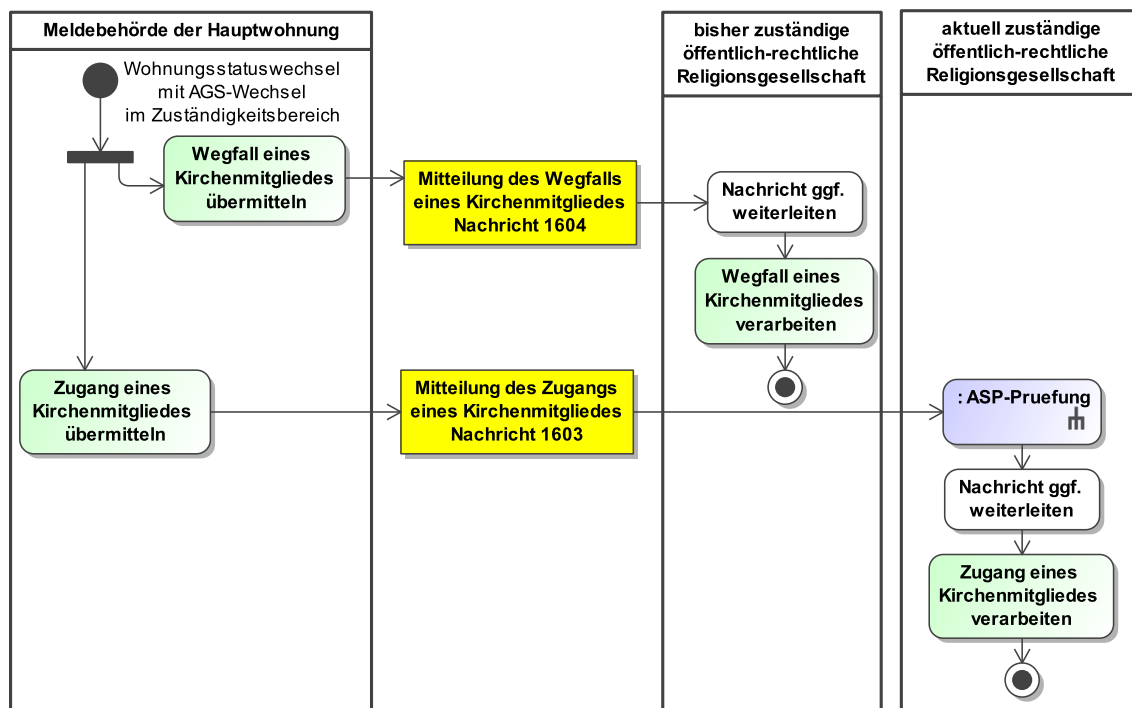 Meldebehörde der Hauptwohnung
bisher zuständige
öffentlich-rechtliche
Religionsgesellschaft
aktuell zuständige
öffentlich-rechtliche
Religionsgesellschaft
Wohnungsstatuswechsel
mit AGS-Wechsel
im Zuständigkeitsbereich
Wegfall eines
Kirchenmitgliedes
übermitteln
Mitteilung des Wegfalls
eines Kirchenmitgliedes
Nachricht 1604
Nachricht ggf.
weiterleiten
Wegfall eines
Kirchenmitgliedes
verarbeiten
Zugang eines
Kirchenmitgliedes
übermitteln
Mitteilung des Zugangs
eines Kirchenmitgliedes
Nachricht 1603
: ASP-Pruefung
Nachricht ggf.
weiterleiten
Zugang eines
Kirchenmitgliedes
verarbeiten